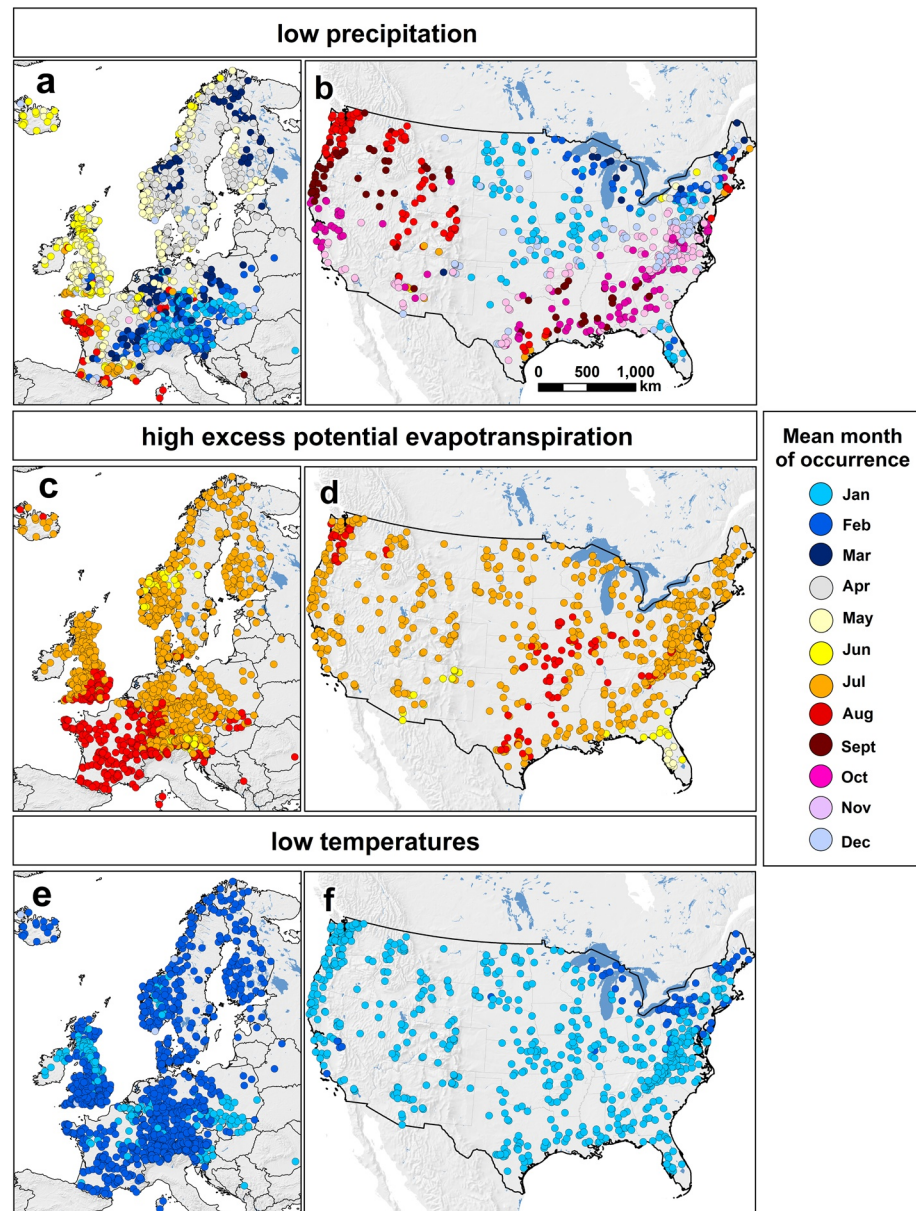 low precipitation
a
b
0 500 1,000
km
high excess potential evapotranspiration
c
d
Mean month
of occurrence
Jan
Feb
Mar
Apr
May
Jun
Jul
Aug
Sept
Oct
Nov
Dec
low temperatures
e
f